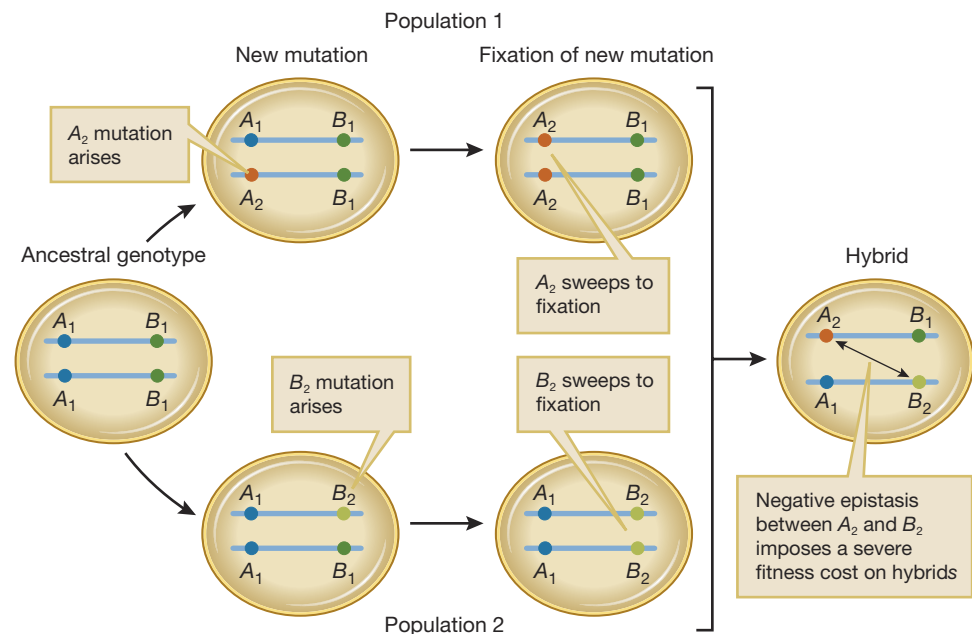 Population 1
New mutation
Fixation of new mutation
A₂ mutation
arises
A₁ B₁
A₂ B₁
A₂ B₁
A₂ B₁
A₂ sweeps to
fixation
Ancestral genotype
A₁ B₁
A₁ B₁
B₂ mutation
arises
B₂ sweeps to
fixation
A₁ B₂
A₁ B₁
A₁ B₂
A₁ B₂
Population 2
Hybrid
A₂ B₁
A₁ B₂
Negative epistasis
between A₂ and B₂
imposes a severe
fitness cost on hybrids